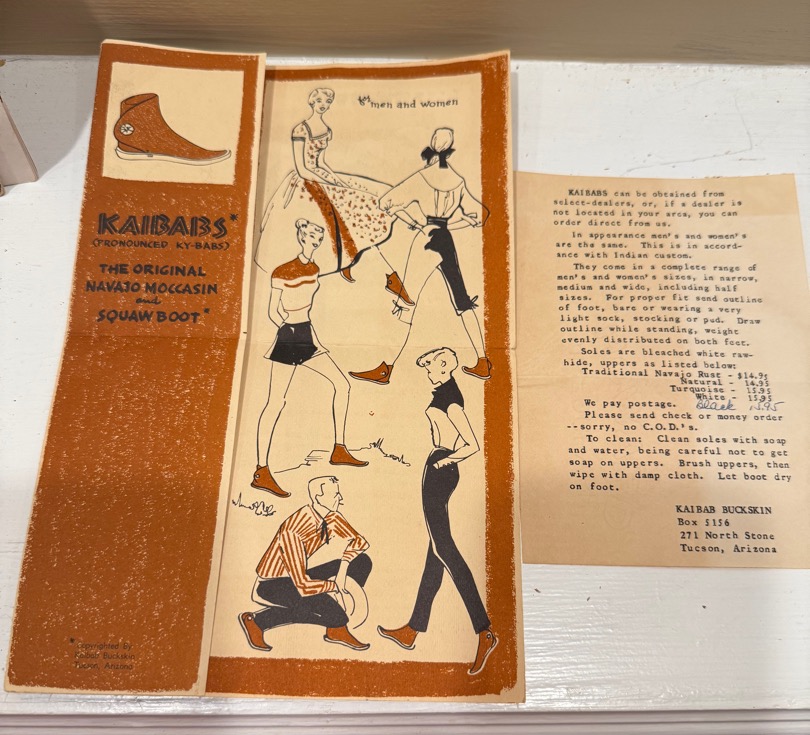 KAIBABS*
(PRONOUNCED KY-BABS)
THE ORIGINAL
NAVAJO MOCCASIN
and
SQUAW BOOT*
*Copyrighted By
Kaibab Buckskin
Tucson, Arizona
for men and women
KAIBABS can be obtained from
select-dealers, or, if a dealer is
not located in your area, you can
order direct from us.
In appearance men's and women's
are the same. This is in accord-
ance with Indian custom.
They come in a complete range of
men's and women's sizes, in narrow,
medium and wide, including half
sizes. For proper fit send outline
of foot, bare or wearing a very
light sock, stocking or ped. Draw
outline while standing, weight
evenly distributed on both feet.
Soles are bleached white raw-
hide, uppers as listed below:
Traditional Navajo Rust - $14.95
Natural - 14.95
Turquoise - 15.95
White - 15.95
Black 15.95
We pay postage.
Please send check or money order
--sorry, no C.O.D.'s.
To clean: Clean soles with soap
and water, being careful not to get
soap on uppers. Brush uppers, then
wipe with damp cloth. Let boot dry
on foot.
KAIBAB BUCKSKIN
Box 5156
271 North Stone
Tucson, Arizona